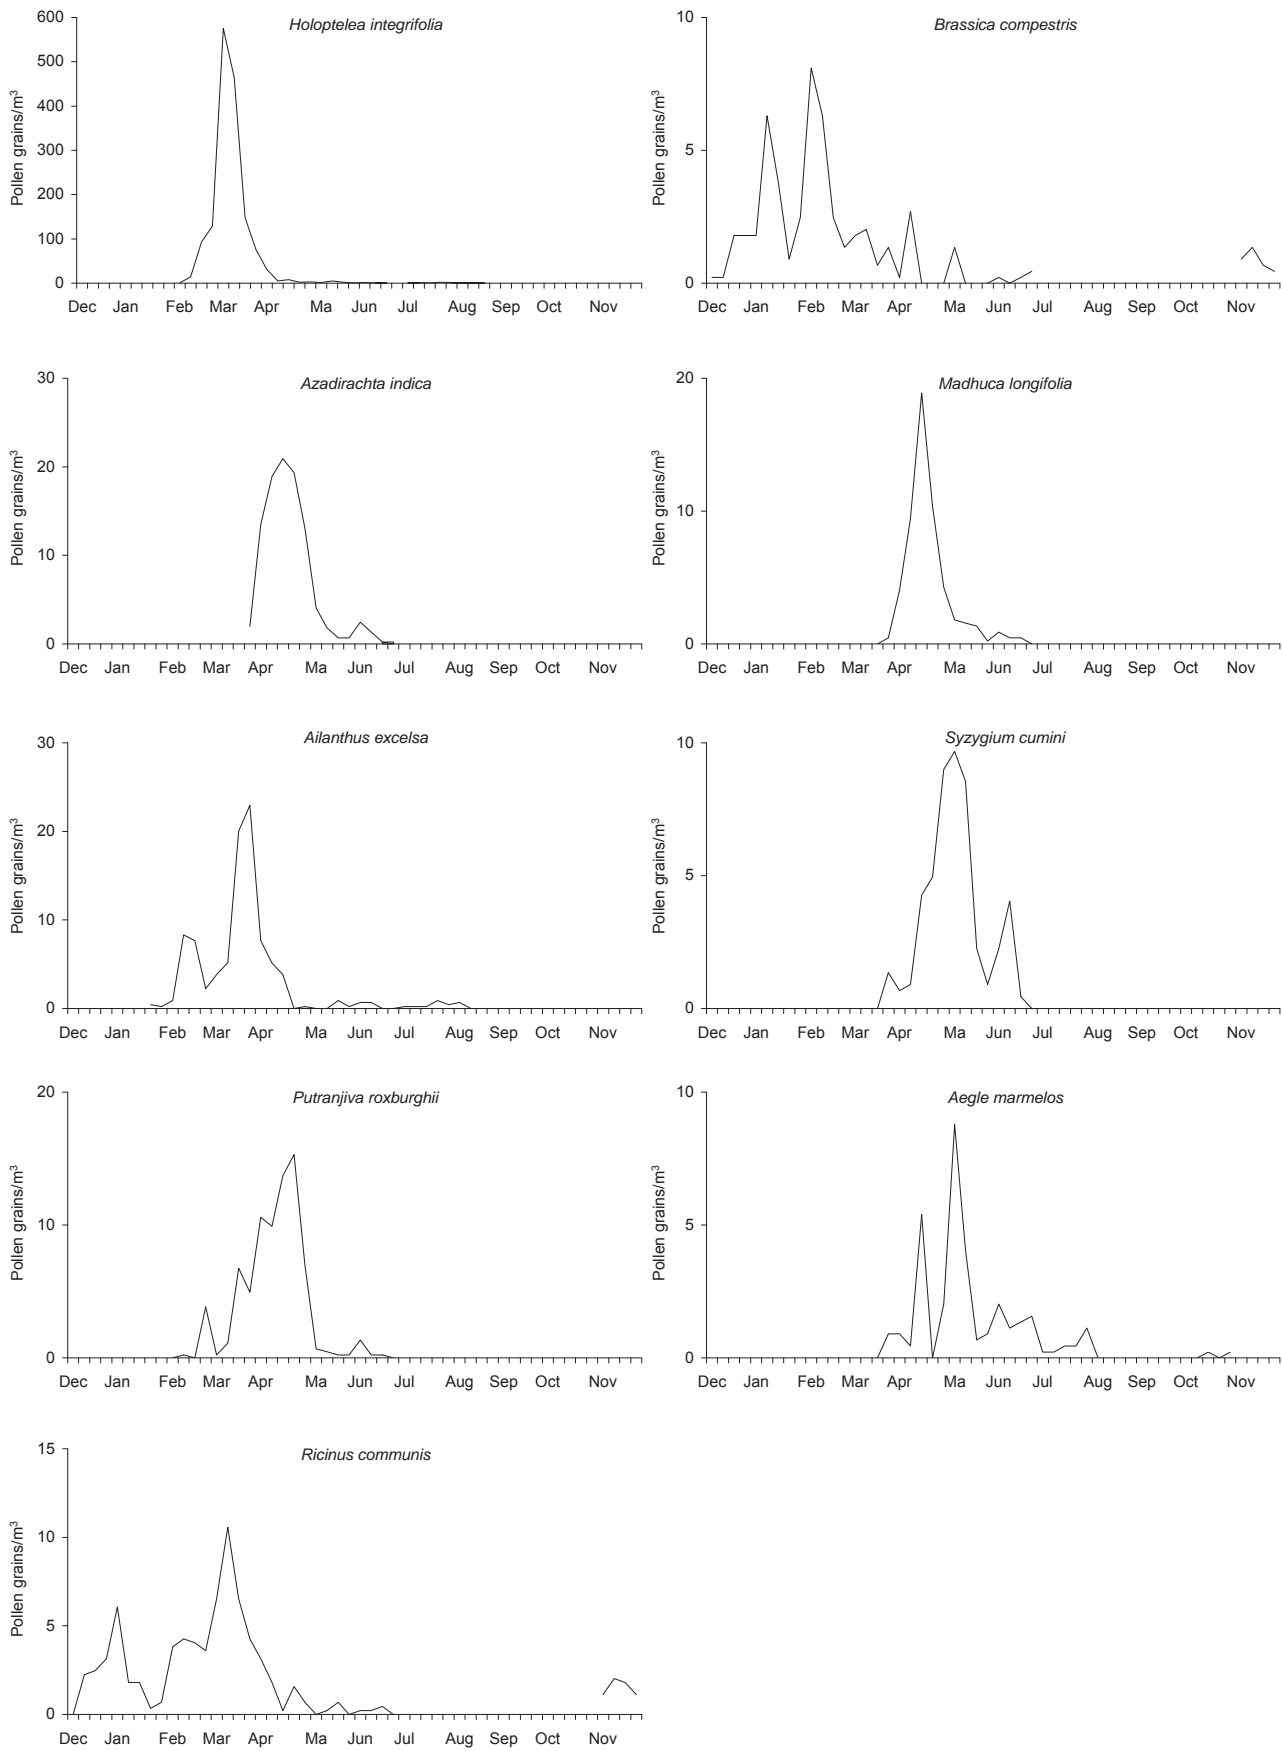 Holoptelea integrifolia
Pollen grains/m³
600
500
400
300
200
100
0
Dec Jan Feb Mar Apr Ma Jun Jul Aug Sep Oct Nov
Brassica compestris
Pollen grains/m³
10
5
0
Dec Jan Feb Mar Apr Ma Jun Jul Aug Sep Oct Nov
Azadirachta indica
Pollen grains/m³
30
20
10
0
Dec Jan Feb Mar Apr Ma Jun Jul Aug Sep Oct Nov
Madhuca longifolia
Pollen grains/m³
20
10
0
Dec Jan Feb Mar Apr Ma Jun Jul Aug Sep Oct Nov
Ailanthus excelsa
Pollen grains/m³
30
20
10
0
Dec Jan Feb Mar Apr Ma Jun Jul Aug Sep Oct Nov
Syzygium cumini
Pollen grains/m³
10
5
0
Dec Jan Feb Mar Apr Ma Jun Jul Aug Sep Oct Nov
Putranjiva roxburghii
Pollen grains/m³
20
10
0
Dec Jan Feb Mar Apr Ma Jun Jul Aug Sep Oct Nov
Aegle marmelos
Pollen grains/m³
10
5
0
Dec Jan Feb Mar Apr Ma Jun Jul Aug Sep Oct Nov
Ricinus communis
Pollen grains/m³
15
10
5
0
Dec Jan Feb Mar Apr Ma Jun Jul Aug Sep Oct Nov